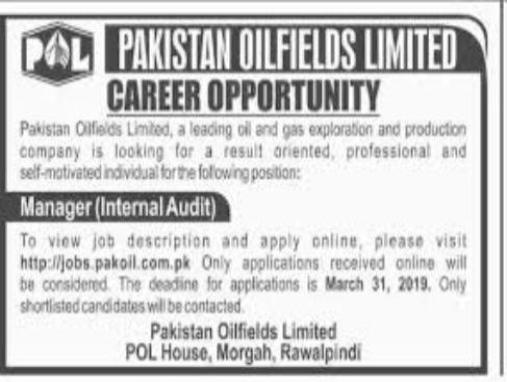 POL PAKISTAN OILFIELDS LIMITED
CAREER OPPORTUNITY
Pakistan Oilfields Limited, a leading oil and gas exploration and production
company is looking for a result oriented, professional and
self-motivated individual for the following position:
Manager (Internal Audit)
To view job description and apply online, please visit
http://jobs.pakoil.com.pk Only applications received online will
be considered. The deadline for applications is March 31, 2019. Only
shortlisted candidates will be contacted.
Pakistan Oilfields Limited
POL House, Morgah, Rawalpindi